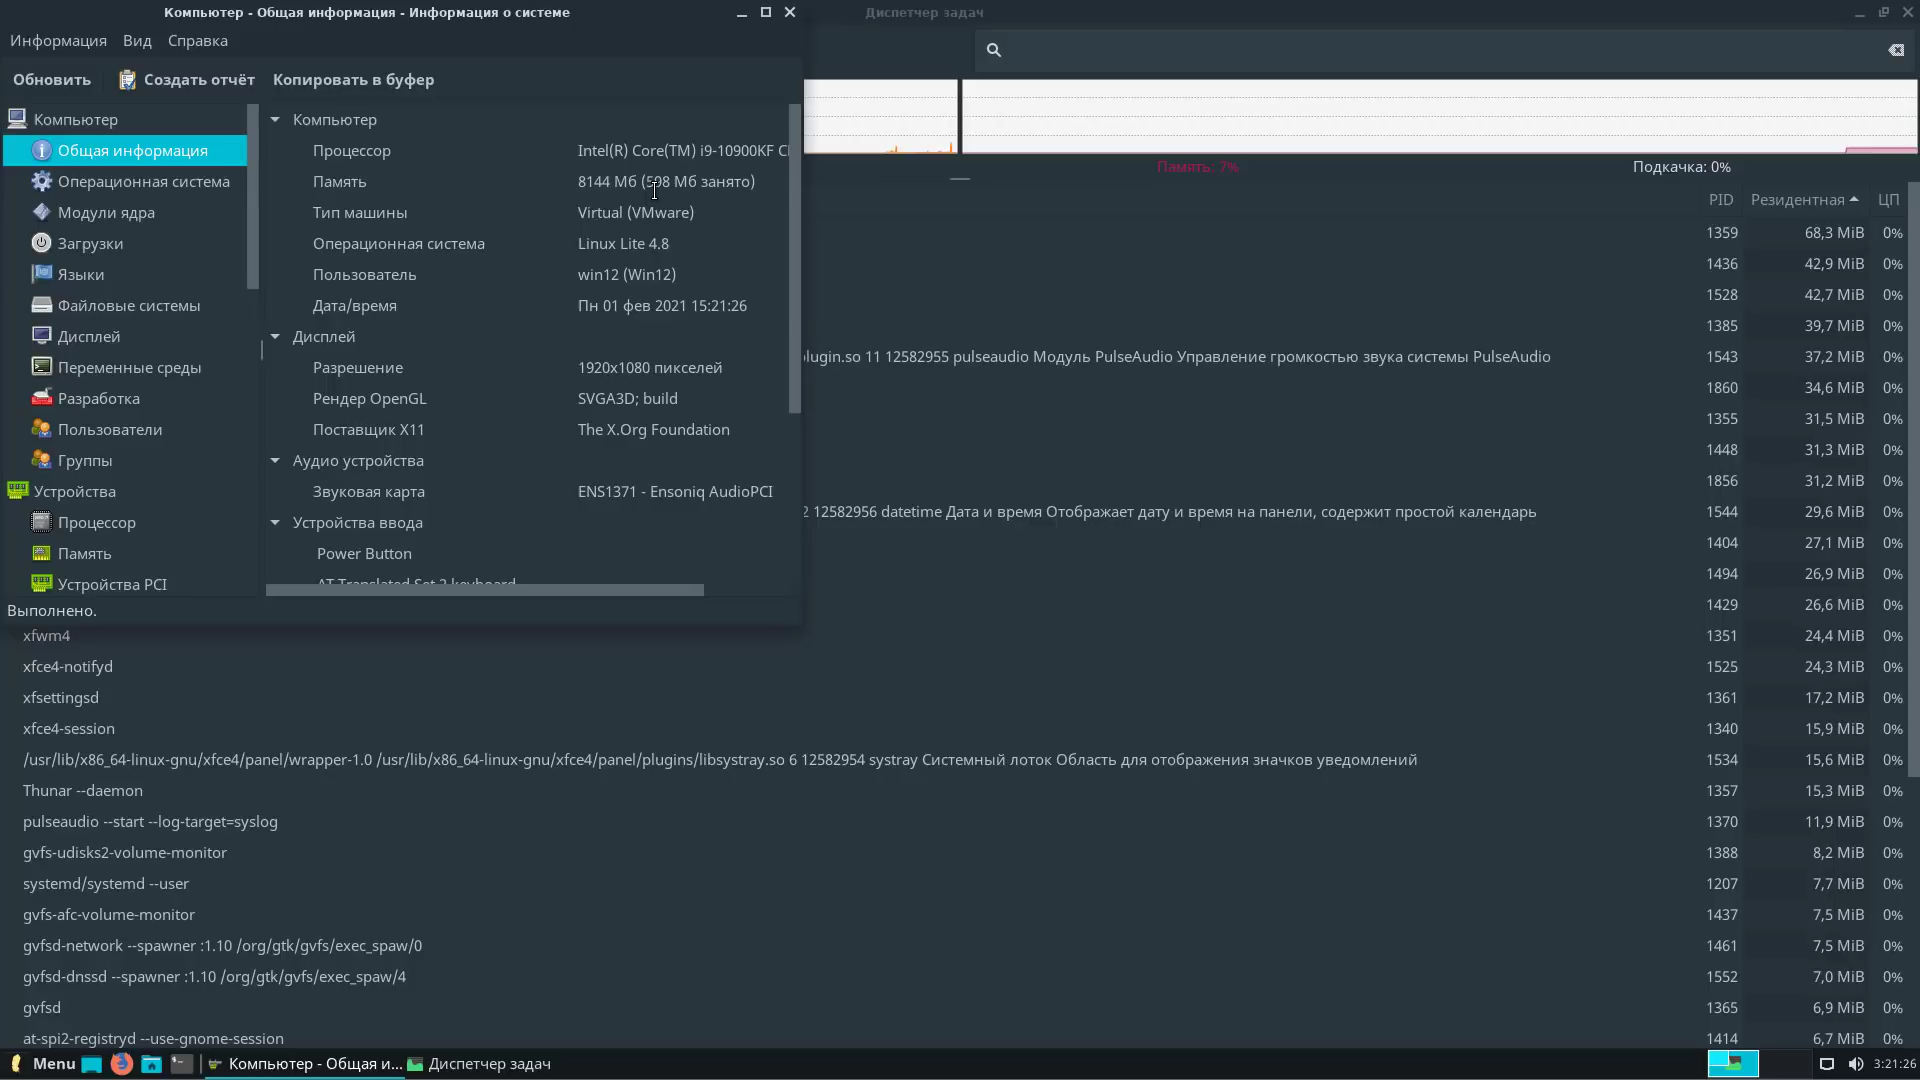 Компьютер - Общая информация - Информация о системе
Диспетчер задач
Информация Вид Справка
Обновить Создать отчёт Копировать в буфер
Компьютер
Общая информация
Операционная система
Модули ядра
Загрузки
Языки
Файловые системы
Дисплей
Переменные среды
Разработка
Пользователи
Группы
Устройства
Процессор
Память
Устройства PCI
Компьютер
Процессор Intel(R) Core(TM) i9-10900KF
Память 8144 Мб (598 Мб занято)
Тип машины Virtual (VMware)
Операционная система Linux Lite 4.8
Пользователь win12 (Win12)
Дата/время Пн 01 фев 2021 15:21:26
Дисплей
Разрешение 1920x1080 пикселей
Рендер OpenGL SVGA3D; build
Поставщик X11 The X.Org Foundation
Аудио устройства
Звуковая карта ENS1371 - Ensoniq AudioPCI
Устройства ввода
Power Button
AT Translated Set 2 keyboard
Выполнено.
Память: 7% Подкачка: 0%
PID Резидентная ЦП
1359 68,3 MiB 0%
1436 42,9 MiB 0%
1528 42,7 MiB 0%
1385 39,7 MiB 0%
plugin.so 11 12582955 pulseaudio Модуль PulseAudio Управление громкостью звука системы PulseAudio 1543 37,2 MiB 0%
1860 34,6 MiB 0%
1355 31,5 MiB 0%
1448 31,3 MiB 0%
1856 31,2 MiB 0%
2 12582956 datetime Дата и время Отображает дату и время на панели, содержит простой календарь 1544 29,6 MiB 0%
1404 27,1 MiB 0%
1494 26,9 MiB 0%
1429 26,6 MiB 0%
xfwm4 1351 24,4 MiB 0%
xfce4-notifyd 1525 24,3 MiB 0%
xfsettingsd 1361 17,2 MiB 0%
xfce4-session 1340 15,9 MiB 0%
/usr/lib/x86_64-linux-gnu/xfce4/panel/wrapper-1.0 /usr/lib/x86_64-linux-gnu/xfce4/panel/plugins/libsystray.so 6 12582954 systray Системный лоток Область для отображения значков уведомлений 1534 15,6 MiB 0%
Thunar --daemon 1357 15,3 MiB 0%
pulseaudio --start --log-target=syslog 1370 11,9 MiB 0%
gvfs-udisks2-volume-monitor 1388 8,2 MiB 0%
systemd/systemd --user 1207 7,7 MiB 0%
gvfs-afc-volume-monitor 1437 7,5 MiB 0%
gvfsd-network --spawner :1.10 /org/gtk/gvfs/exec_spaw/0 1461 7,5 MiB 0%
gvfsd-dnssd --spawner :1.10 /org/gtk/gvfs/exec_spaw/4 1552 7,0 MiB 0%
gvfsd 1365 6,9 MiB 0%
at-spi2-registryd --use-gnome-session 1414 6,7 MiB 0%
Menu Компьютер - Общая и... Диспетчер задач 3:21:26